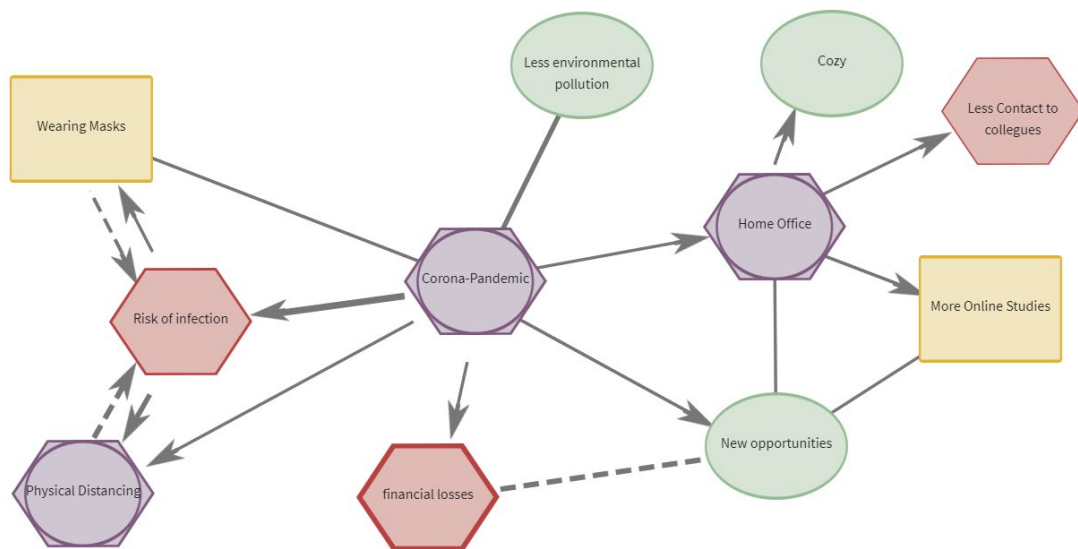 Less environmental
pollution
Cozy
Less Contact to
collegues
Wearing Masks
Home Office
Corona-Pandemic
More Online Studies
Risk of infection
New opportunities
Physical Distancing
financial losses